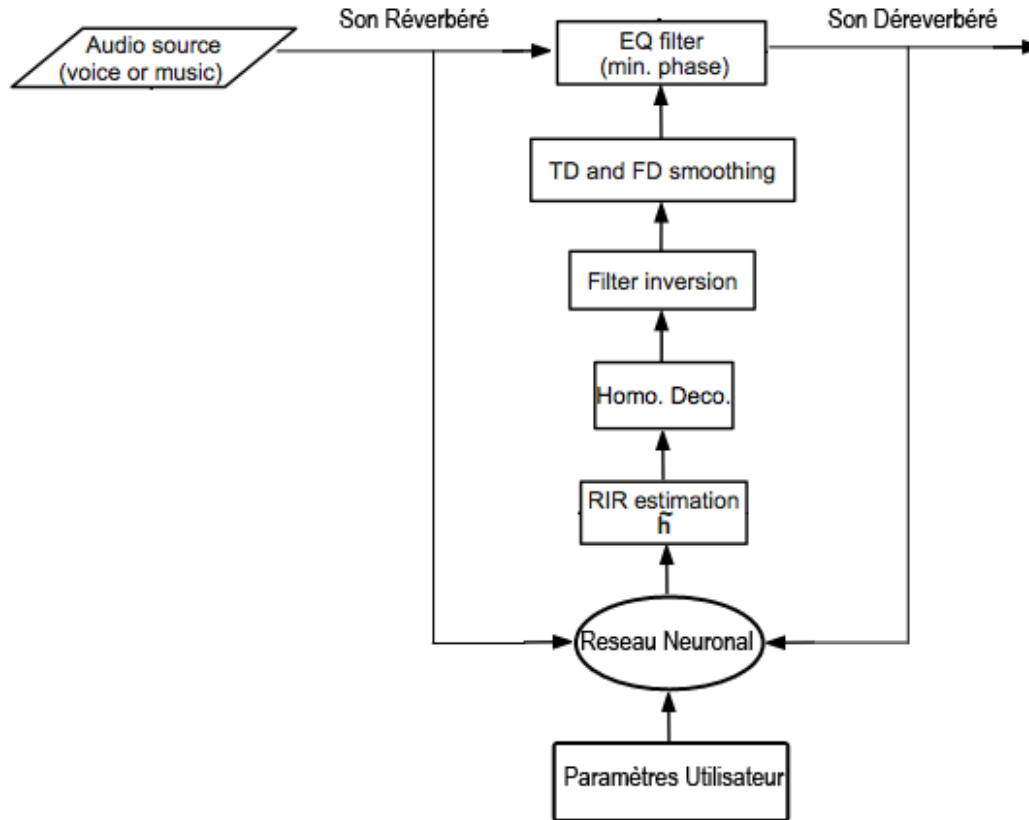 Son Réverbéré
Son Déreverbéré
Audio source
(voice or music)
EQ filter
(min. phase)
TD and FD smoothing
Filter inversion
Homo. Deco.
RIR estimation
h̃
Reseau Neuronal
Paramètres Utilisateur